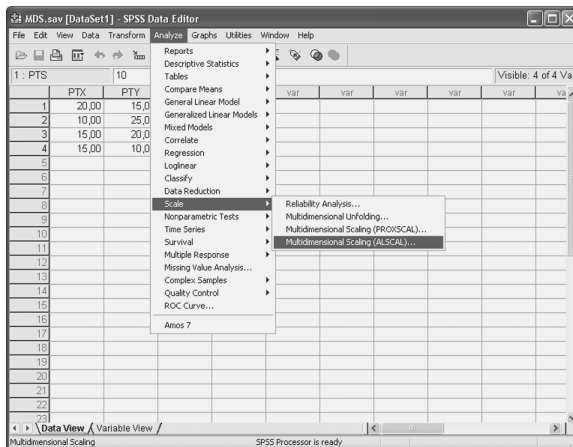 MDS.sav [DataSet1] - SPSS Data Editor
File Edit View Data Transform Analyze Graphs Utilities Window Help
1 : PTS 10 Visible: 4 of 4 Va
PTX PTY var var var var var va
1 20,00 15,0
2 10,00 25,0
3 15,00 20,0
4 15,00 10,0
5
6
7
8
9
10
11
12
13
14
15
16
17
18
19
20
21
22
23
Reports
Descriptive Statistics
Tables
Compare Means
General Linear Model
Generalized Linear Models
Mixed Models
Correlate
Regression
Loglinear
Classify
Data Reduction
Scale
Nonparametric Tests
Time Series
Survival
Multiple Response
Missing Value Analysis...
Complex Samples
Quality Control
ROC Curve...
Amos 7
Reliability Analysis...
Multidimensional Unfolding...
Multidimensional Scaling (PROXSCAL)...
Multidimensional Scaling (ALSCAL)...
Data View Variable View
Multidimensional Scaling SPSS Processor is ready